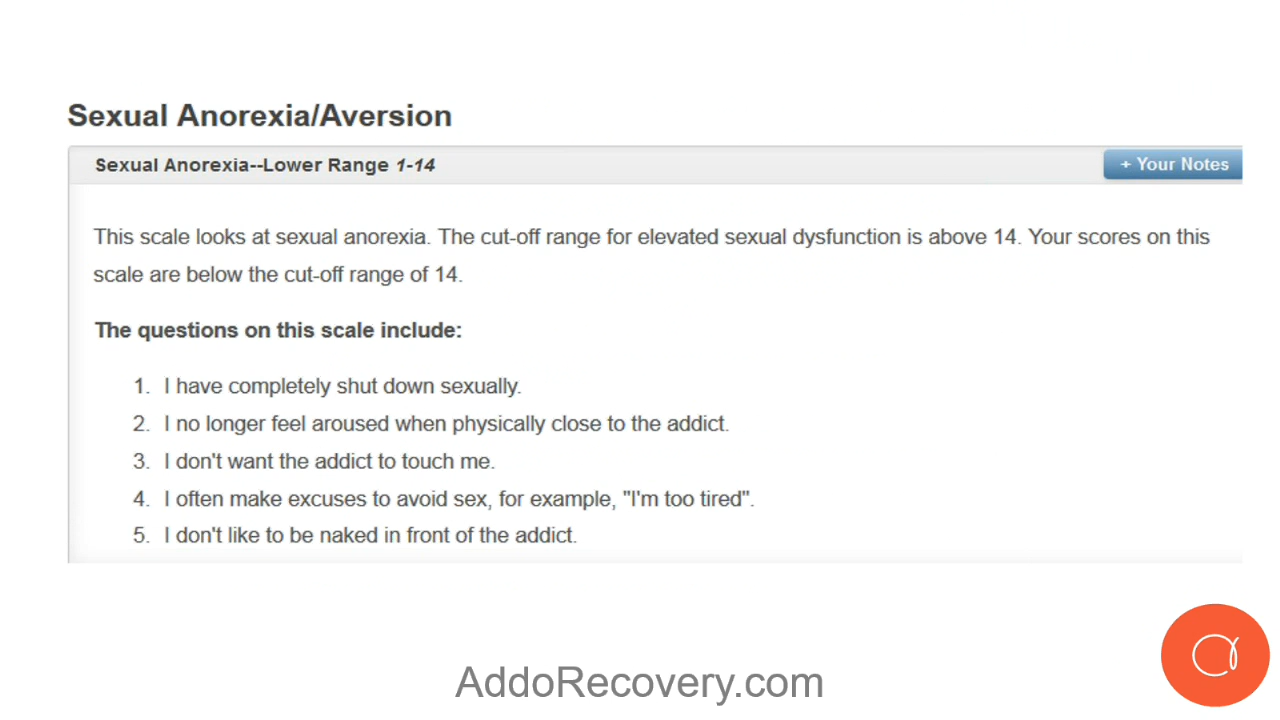 Sexual Anorexia/Aversion
Sexual Anorexia--Lower Range 1-14
+ Your Notes
This scale looks at sexual anorexia. The cut-off range for elevated sexual dysfunction is above 14. Your scores on this
scale are below the cut-off range of 14.
The questions on this scale include:
1. I have completely shut down sexually.
2. I no longer feel aroused when physically close to the addict.
3. I don't want the addict to touch me.
4. I often make excuses to avoid sex, for example, "I'm too tired".
5. I don't like to be naked in front of the addict.
AddoRecovery.com